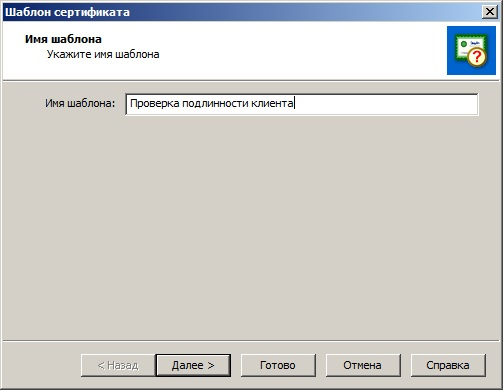 Шаблон сертификата
Имя шаблона
Укажите имя шаблона
?
Имя шаблона: Проверка подлинности клиента
< Назад Далее > Готово Отмена Справка